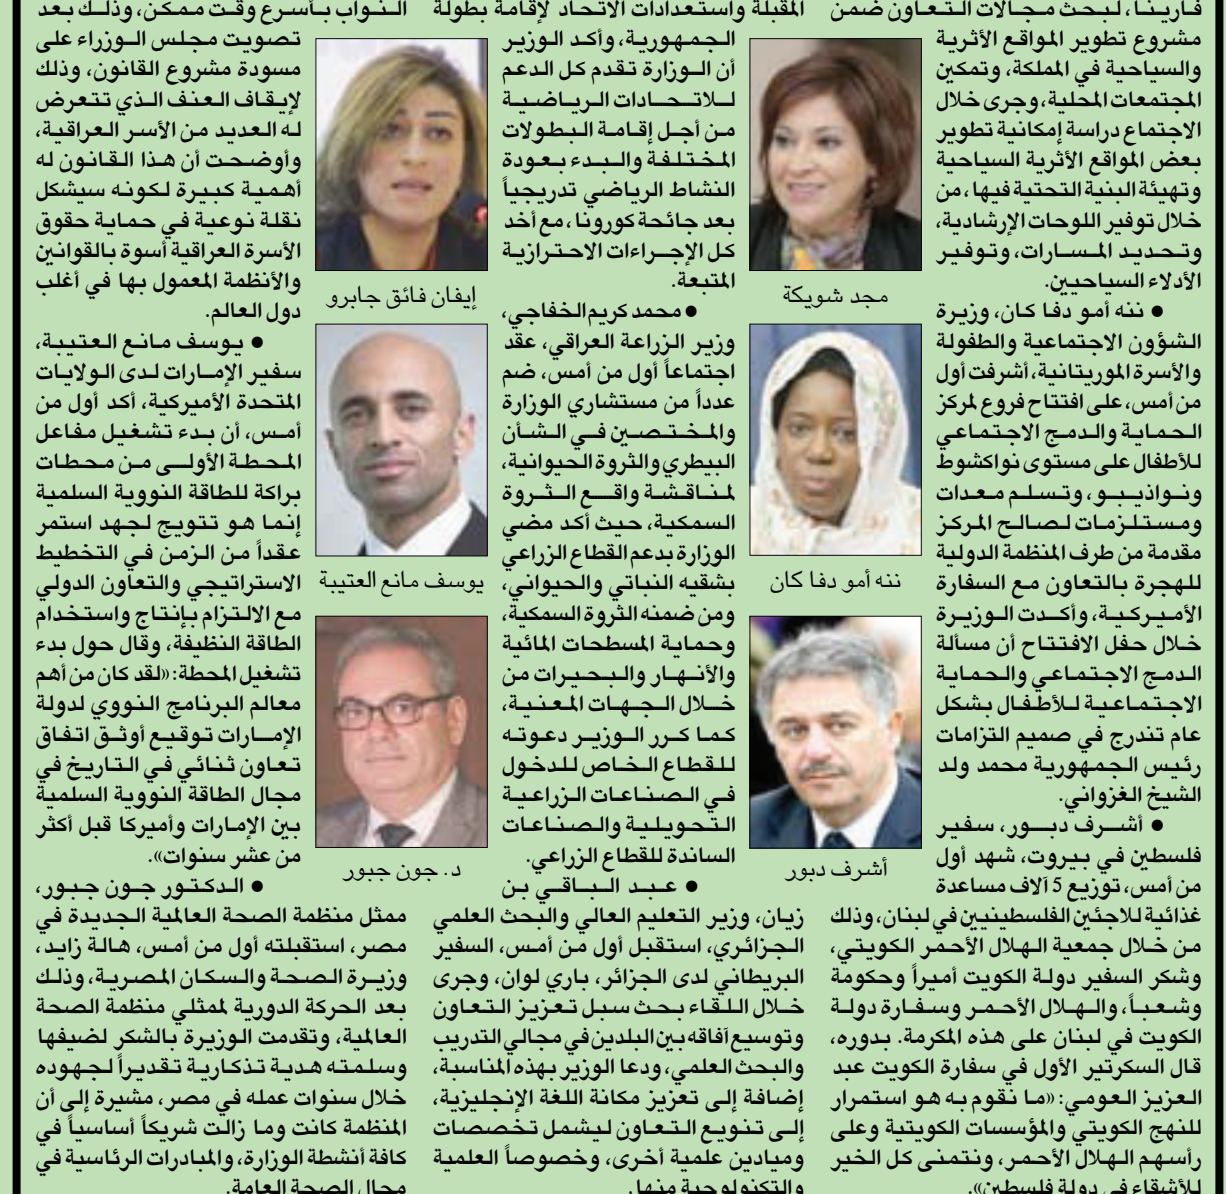 فارينا، لبحث مجالات التعاون ضمن
مشروع تطوير المواقع الأثرية
والسياحية في المملكة، وتمكين
المجتمعات المحلية، وجرى خلال
الاجتماع دراسة إمكانية تطوير
بعض المواقع الأثرية السياحية
وتهيئة البنية التحتية فيها، من
خلال توفير اللوحات الإرشادية،
وتحديد المسارات، وتوفير
الأدلاء السياحيين.
• ننه أمو دفا كان، وزيرة
الشؤون الاجتماعية والطفولة
والأسرة الموريتانية، أشرفت أول
من أمس، على افتتاح فروع لمركز
الحماية والدمج الاجتماعي
للأطفال على مستوى نواكشوط
ونواذيبو، وتسلم معدات
ومستلزمات لصالح المركز
مقدمة من طرف المنظمة الدولية
للهجرة بالتعاون مع السفارة
الأميركية، وأكدت الوزيرة
خلال حفل الافتتاح أن مسألة
الدمج الاجتماعي والحماية
الاجتماعية للأطفال بشكل
عام تندرج في صميم التزامات
رئيس الجمهورية محمد ولد
الشيخ الغزواني.
• أشرف دبور، سفير
فلسطين في بيروت، شهد أول
من أمس، توزيع 5 آلاف مساعدة
غذائية للاجئين الفلسطينيين في لبنان، وذلك
من خلال جمعية الهلال الأحمر الكويتي،
وشكر السفير دولة الكويت أميراً وحكومة
وشعباً، والهلال الأحمر وسفارة دولة
الكويت في لبنان على هذه المكرمة. بدوره،
قال السكرتير الأول في سفارة الكويت عبد
العزيز العومي: «ما نقوم به هو استمرار
للنهج الكويتي والمؤسسات الكويتية وعلى
رأسهم الهلال الأحمر، ونتمنى كل الخير
للأشقاء في دولة فلسطين».
مجد شويكة
ننه أمو دفا كان
أشرف دبور
المقبلة واستعدادات الاتحاد لإقامة بطولة
الجمهورية، وأكد الوزير
أن الوزارة تقدم كل الدعم
للاتحادات الرياضية
من أجل إقامة البطولات
المختلفة والبدء بعودة
النشاط الرياضي تدريجياً
بعد جائحة كورونا، مع أخد
كل الإجراءات الاحترازية
المتبعة.
• محمد كريم الخفاجي،
وزير الزراعة العراقي، عقد
اجتماعاً أول من أمس، ضم
عدداً من مستشاري الوزارة
والمختصين في الشأن
البيطري والثروة الحيوانية،
لمناقشة واقع الثروة
السمكية، حيث أكد مضي
الوزارة بدعم القطاع الزراعي
بشقيه النباتي والحيواني،
ومن ضمنه الثروة السمكية،
وحماية المسطحات المائية
والأنهار والبحيرات من
خلال الجهات المعنية،
كما كرر الوزير دعوته
للقطاع الخاص للدخول
في الصناعات الزراعية
التحويلية والصناعات
الساندة للقطاع الزراعي.
• عبد الباقي بن
زيان، وزير التعليم العالي والبحث العلمي
الجزائري، استقبل أول من أمس، السفير
البريطاني لدى الجزائر، باري لوان، وجرى
خلال اللقاء بحث سبل تعزيز التعاون
وتوسيع آفاقه بين البلدين في مجالي التدريب
والبحث العلمي، ودعا الوزير بهذه المناسبة،
إضافة إلى تعزيز مكانة اللغة الإنجليزية،
إلى تنويع التعاون ليشمل تخصصات
وميادين علمية أخرى، وخصوصاً العلمية
والتكنولوجية منها.
إيفان فائق جابرو
يوسف مانع العتيبة
د. جون جبور
النواب بأسرع وقت ممكن، وذلك بعد
تصويت مجلس الوزراء على
مسودة مشروع القانون، وذلك
لإيقاف العنف الذي تتعرض
له العديد من الأسر العراقية،
وأوضحت أن هذا القانون له
أهمية كبيرة لكونه سيشكل
نقلة نوعية في حماية حقوق
الأسرة العراقية أسوة بالقوانين
والأنظمة المعمول بها في أغلب
دول العالم.
• يوسف مانع العتيبة،
سفير الإمارات لدى الولايات
المتحدة الأميركية، أكد أول من
أمس، أن بدء تشغيل مفاعل
المحطة الأولى من محطات
براكة للطاقة النووية السلمية
إنما هو تتويج لجهد استمر
عقداً من الزمن في التخطيط
الاستراتيجي والتعاون الدولي
مع الالتزام بإنتاج واستخدام
الطاقة النظيفة، وقال حول بدء
تشغيل المحطة: «لقد كان من أهم
معالم البرنامج النووي لدولة
الإمارات توقيع أوثق اتفاق
تعاون ثنائي في التاريخ في
مجال الطاقة النووية السلمية
بين الإمارات وأميركا قبل أكثر
من عشر سنوات».
• الدكتور جون جبور،
ممثل منظمة الصحة العالمية الجديدة في
مصر، استقبلته أول من أمس، هالة زايد،
وزيرة الصحة والسكان المصرية، وذلك
بعد الحركة الدورية لممثلي منظمة الصحة
العالمية، وتقدمت الوزيرة بالشكر لضيفها
وسلمته هدية تذكارية تقديراً لجهوده
خلال سنوات عمله في مصر، مشيرة إلى أن
المنظمة كانت وما زالت شريكاً أساسياً في
كافة أنشطة الوزارة، والمبادرات الرئاسية في
مجال الصحة العامة.